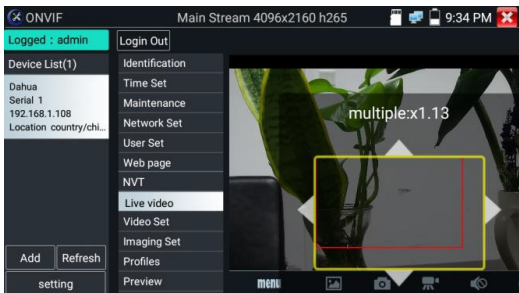 ONVIF
Main Stream 4096x2160 h265
9:34 PM
Logged : admin
Login Out
Device List(1)
Dahua
Serial 1
192.168.1.108
Location country/chi...
Identification
Time Set
Maintenance
Network Set
User Set
Web page
NVT
Live video
Video Set
Imaging Set
Profiles
Preview
Add
Refresh
setting
multiple:x1.13
menu